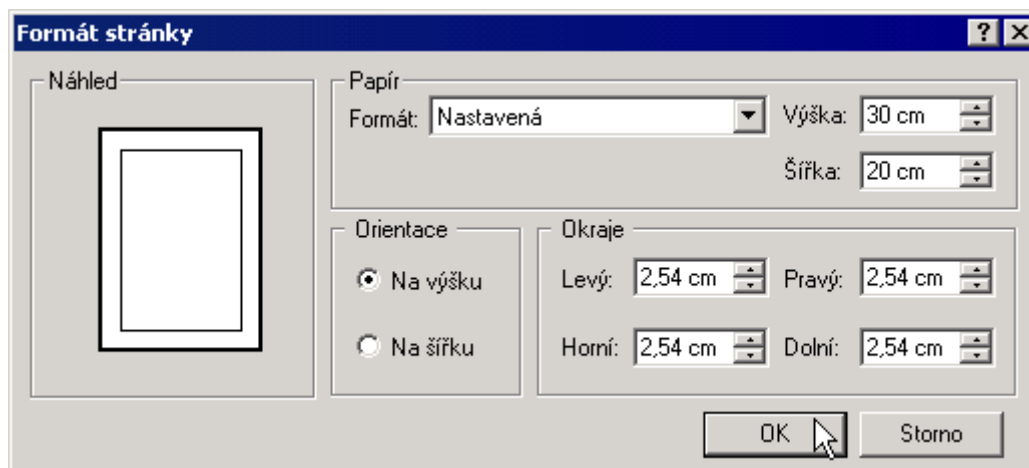 Formát stránky
Náhled
Papír
Formát: Nastavená
Výška: 30 cm
Šířka: 20 cm
Orientace
Na výšku
Na šířku
Okraje
Levý: 2,54 cm Pravý: 2,54 cm
Horní: 2,54 cm Dolní: 2,54 cm
OK Storno